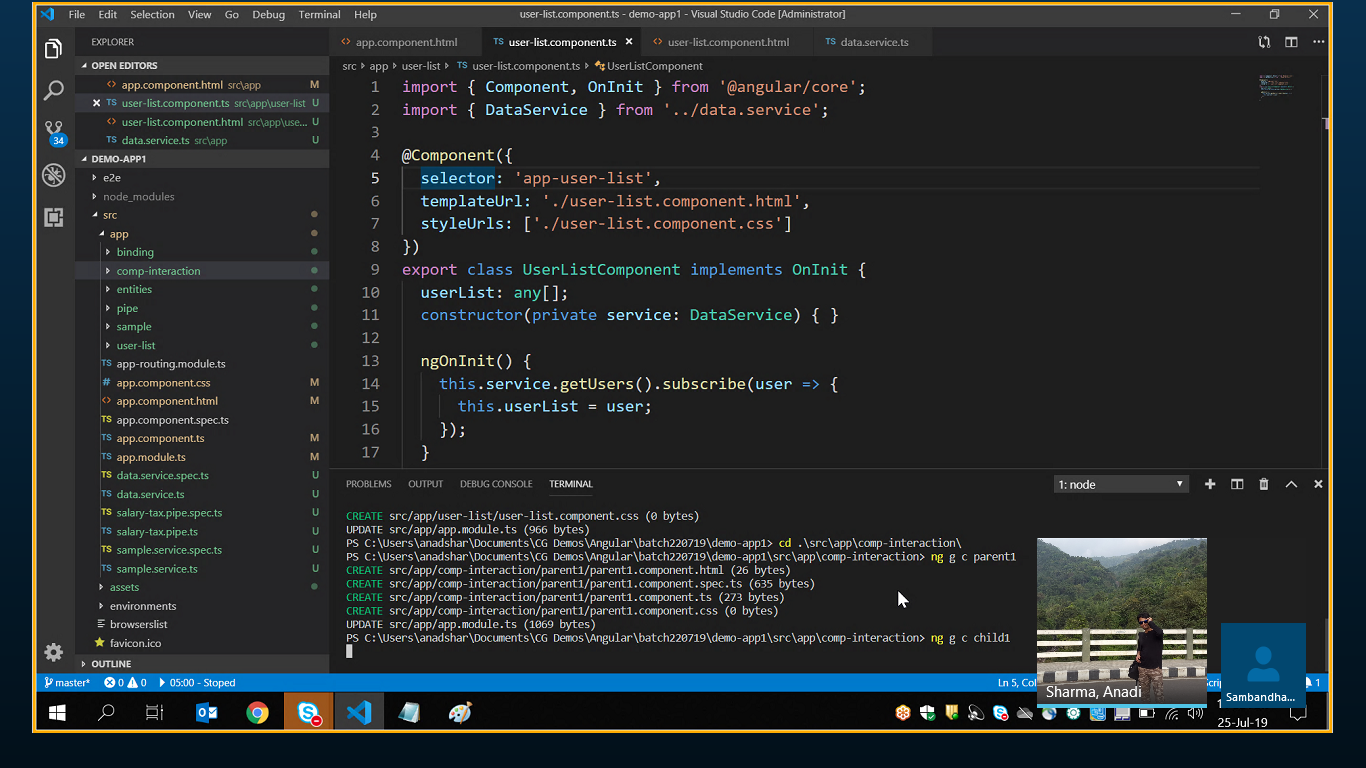 File Edit Selection View Go Debug Terminal Help
user-list.component.ts - demo-app1 - Visual Studio Code [Administrator]
EXPLORER
OPEN EDITORS
app.component.html src\app M
user-list.component.ts src\app\user-list U
user-list.component.html src\app\use... U
data.service.ts src\app U
DEMO-APP1
e2e
node_modules
src
app
binding
comp-interaction
entities
pipe
sample
user-list
app-routing.module.ts
app.component.css M
app.component.html M
app.component.spec.ts
app.component.ts M
app.module.ts M
data.service.spec.ts U
data.service.ts U
salary-tax.pipe.spec.ts U
salary-tax.pipe.ts U
sample.service.spec.ts U
sample.service.ts U
assets
environments
browserslist
favicon.ico
OUTLINE
34
app.component.html
TS user-list.component.ts
user-list.component.html
TS data.service.ts
src > app > user-list > TS user-list.component.ts > UserListComponent
1 import { Component, OnInit } from '@angular/core';
2 import { DataService } from '../data.service';
3
4 @Component({
5 selector: 'app-user-list',
6 templateUrl: './user-list.component.html',
7 styleUrls: ['./user-list.component.css']
8 })
9 export class UserListComponent implements OnInit {
10 userList: any[];
11 constructor(private service: DataService) { }
12
13 ngOnInit() {
14 this.service.getUsers().subscribe(user => {
15 this.userList = user;
16 });
17 }
PROBLEMS OUTPUT DEBUG CONSOLE TERMINAL
1: node
CREATE src/app/user-list/user-list.component.css (0 bytes)
UPDATE src/app/app.module.ts (966 bytes)
PS C:\Users\anadshar\Documents\CG Demos\Angular\batch220719\demo-app1> cd .\src\app\comp-interaction\
PS C:\Users\anadshar\Documents\CG Demos\Angular\batch220719\demo-app1\src\app\comp-interaction> ng g c parent1
CREATE src/app/comp-interaction/parent1/parent1.component.html (26 bytes)
CREATE src/app/comp-interaction/parent1/parent1.component.spec.ts (635 bytes)
CREATE src/app/comp-interaction/parent1/parent1.component.ts (273 bytes)
CREATE src/app/comp-interaction/parent1/parent1.component.css (0 bytes)
UPDATE src/app/app.module.ts (1069 bytes)
PS C:\Users\anadshar\Documents\CG Demos\Angular\batch220719\demo-app1\src\app\comp-interaction> ng g c child1
master* 0 0 05:00 - Stoped
Ln 5, Col
1
Sharma, Anadi
Sambandha...
25-Jul-19